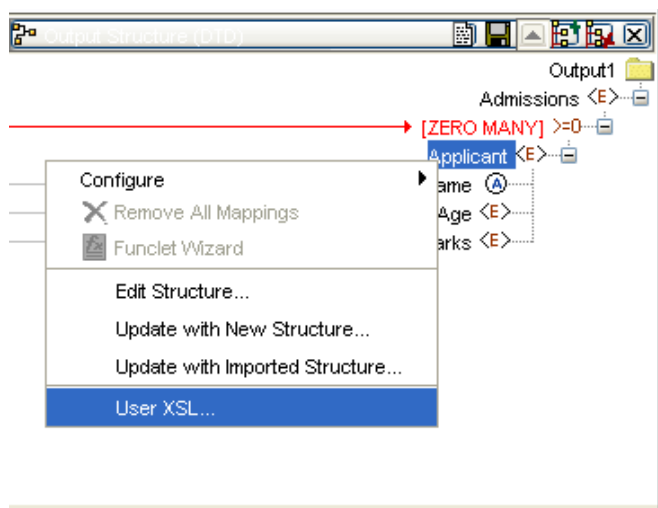 Output Structure (DTD)
Output1
Admissions <E>
[ZERO MANY] >=0
Applicant <E>
Configure
ame A
Remove All Mappings
Age <E>
Funclet Wizard
arks <E>
Edit Structure...
Update with New Structure...
Update with Imported Structure...
User XSL...